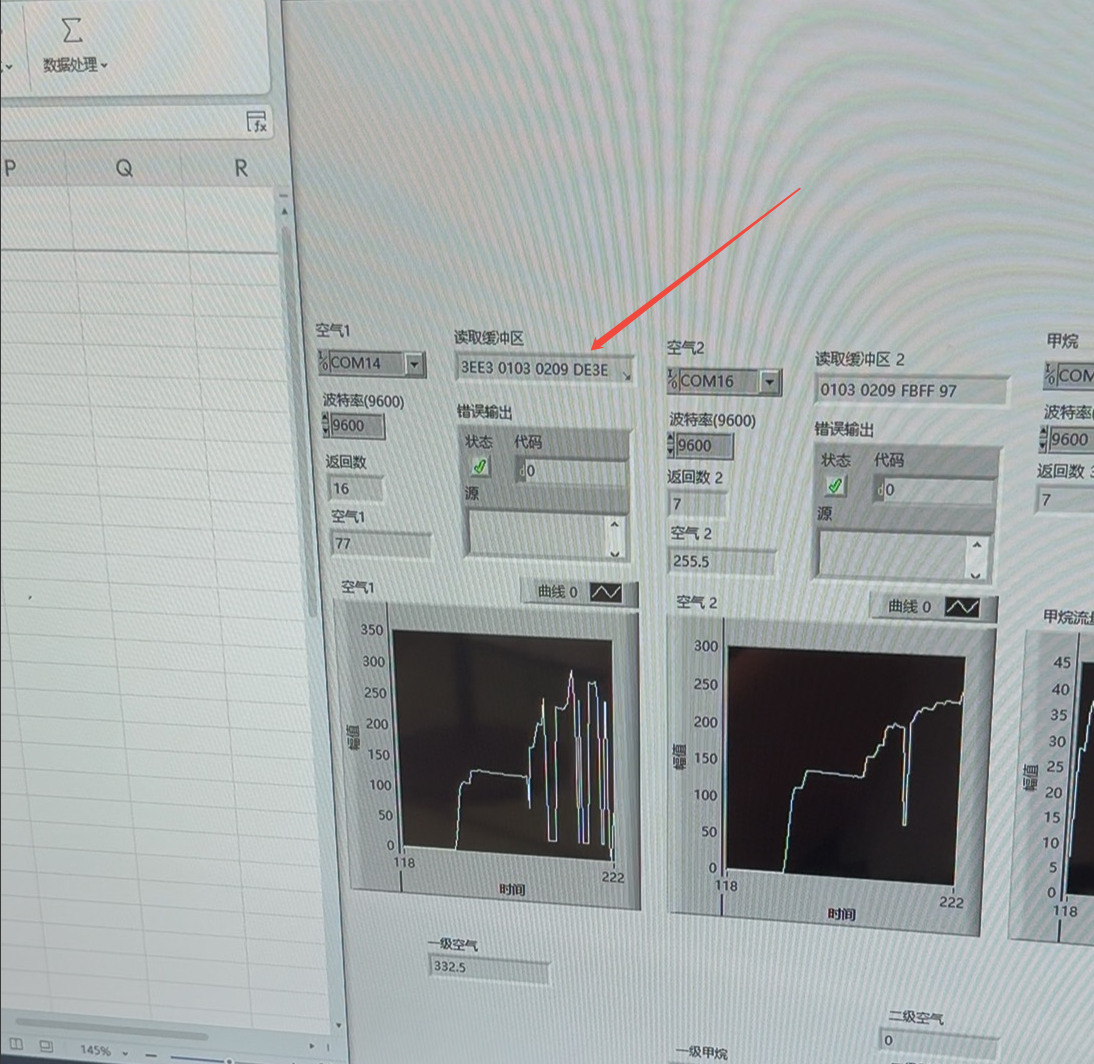 数据处理
fx
P Q R
空气1
COM14
波特率(9600)
9600
返回数
16
空气1
77
读取缓冲区
3EE3 0103 0209 DE3E
错误输出
状态 代码
0
源
空气1
曲线 0
350
300
250
200
150
100
50
0
幅值
118
222
时间
空气2
COM16
波特率(9600)
9600
返回数 2
7
空气 2
255.5
读取缓冲区 2
0103 0209 FBFF 97
错误输出
状态 代码
d0
源
空气 2
曲线 0
300
250
200
150
100
50
0
幅值
118
222
时间
甲烷
COM
波特率
9600
返回数 3
7
甲烷流量
45
40
35
30
25
20
15
10
5
0
幅值
118
一级空气
332.5
二级空气
0
一级甲烷
145%